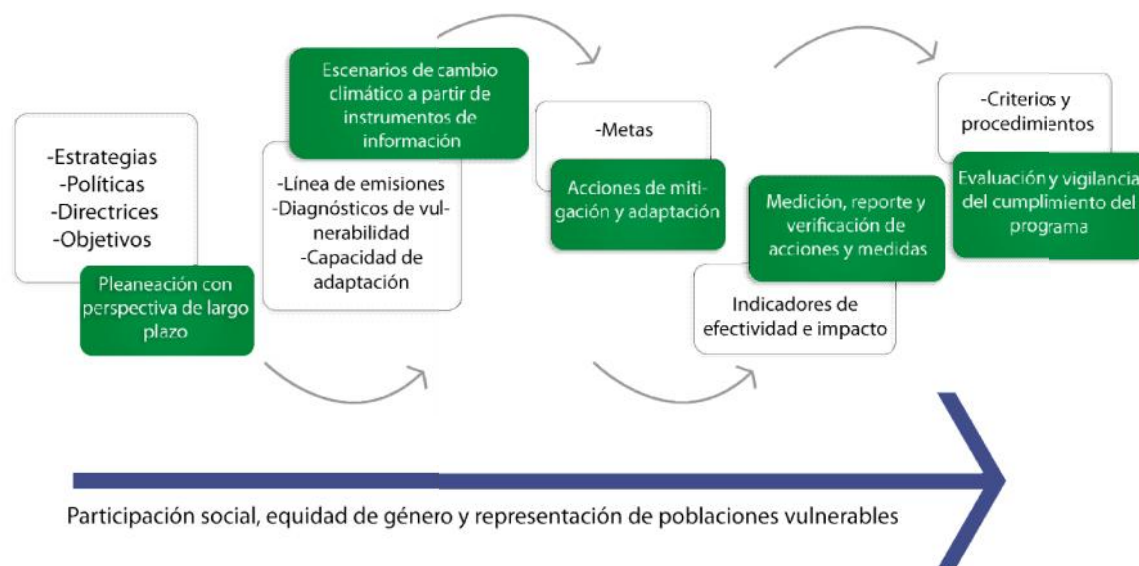 -Estrategias
-Políticas
-Directrices
-Objetivos
Pleaneación con
perspectiva de largo
plazo
Escenarios de cambio
climático a partir de
instrumentos de
información
-Línea de emisiones
-Diagnósticos de vul-
nerabilidad
-Capacidad de
adaptación
-Metas
Acciones de miti-
gación y adaptación
Medición, reporte y
verificación de
acciones y medidas
Indicadores de
efectividad e impacto
-Criterios y
procedimientos
Evaluación y vigilancia
del cumplimiento del
programa
Participación social, equidad de género y representación de poblaciones vulnerables